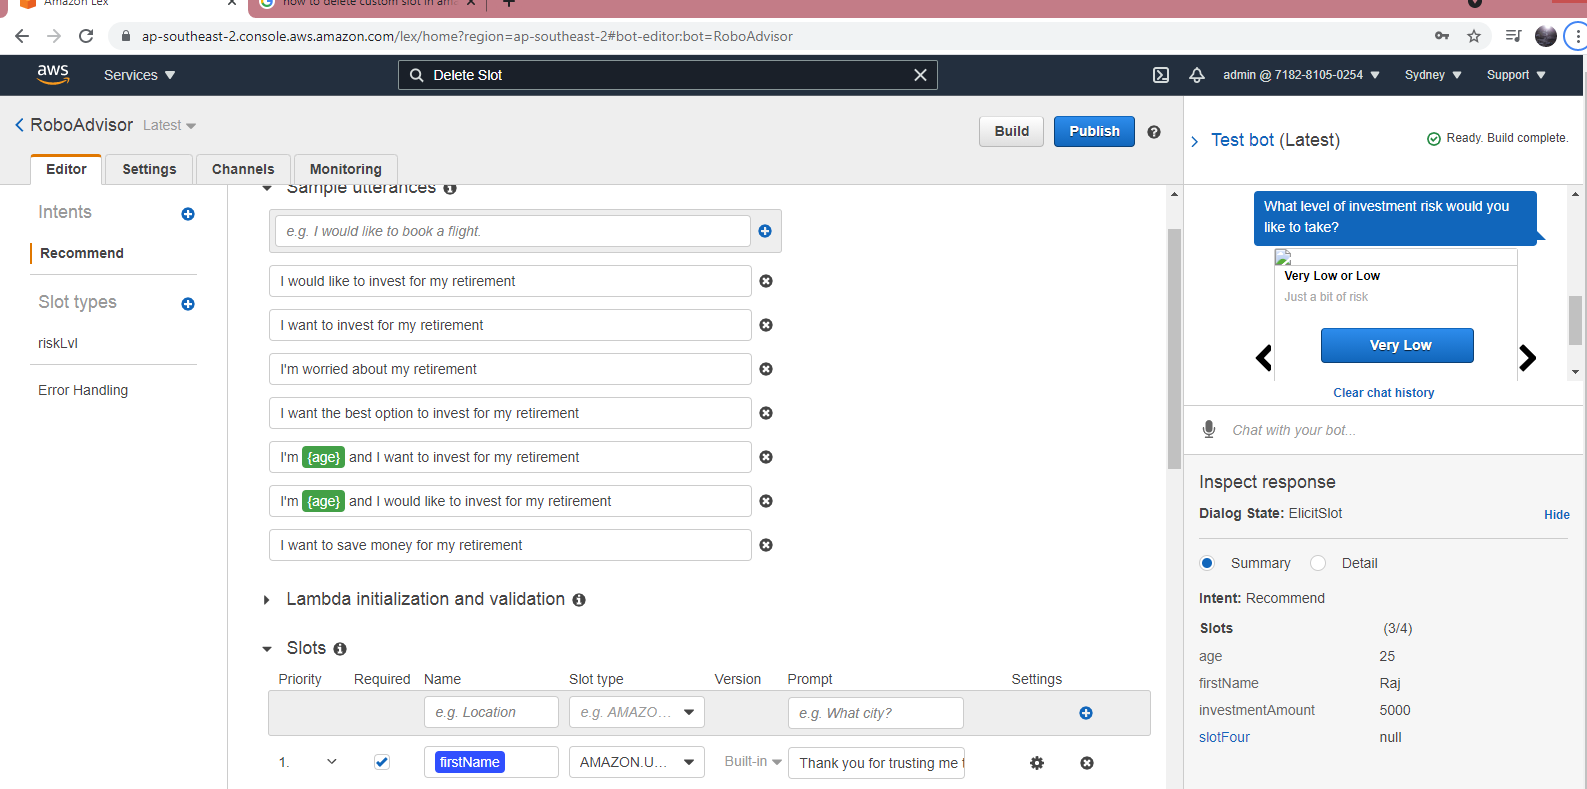 Amazon Lex
how to delete custom slot in ama
ap-southeast-2.console.aws.amazon.com/lex/home?region=ap-southeast-2#bot-editor:bot=RoboAdvisor
aws
Services
Delete Slot
admin @ 7182-8105-0254
Sydney
Support
RoboAdvisor
Latest
Build
Publish
Test bot (Latest)
Ready. Build complete.
Editor
Settings
Channels
Monitoring
Intents
Recommend
Slot types
riskLvl
Error Handling
Sample utterances
e.g. I would like to book a flight.
I would like to invest for my retirement
I want to invest for my retirement
I'm worried about my retirement
I want the best option to invest for my retirement
I'm {age} and I want to invest for my retirement
I'm {age} and I would like to invest for my retirement
I want to save money for my retirement
Lambda initialization and validation
Slots
Priority Required Name Slot type Version Prompt Settings
e.g. Location e.g. AMAZO... e.g. What city?
1. firstName AMAZON.U... Built-in Thank you for trusting me t
What level of investment risk would you
like to take?
Very Low or Low
Just a bit of risk
Very Low
Clear chat history
Chat with your bot...
Inspect response
Dialog State: ElicitSlot
Hide
Summary Detail
Intent: Recommend
Slots (3/4)
age 25
firstName Raj
investmentAmount 5000
slotFour null